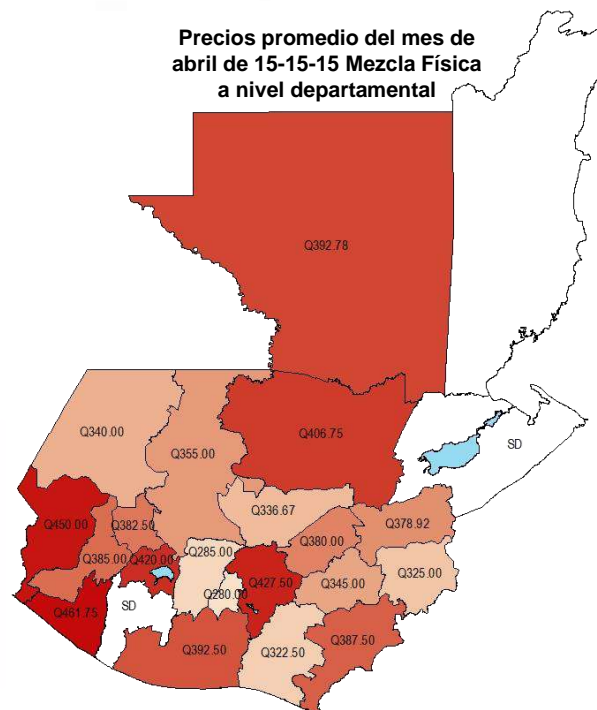 Precios promedio del mes de
abril de 15-15-15 Mezcla Física
a nivel departamental
Q392.78
Q340.00
Q355.00
Q406.75
SD
Q450.00
Q382.50
Q336.67
Q378.92
Q385.00
Q420.00
Q285.00
Q380.00
Q325.00
Q280.00
Q427.50
Q345.00
Q461.75
SD
Q392.50
Q322.50
Q387.50